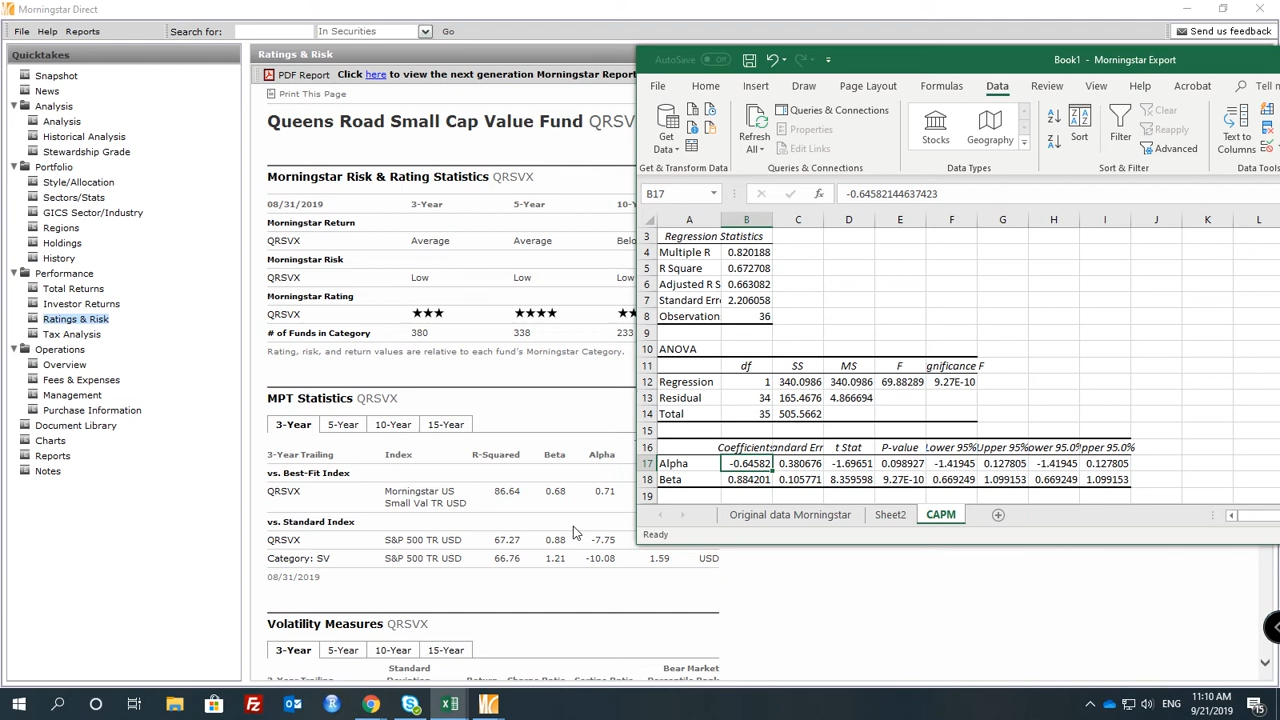 Morningstar Direct
File Help Reports Search for: In Securities Go Send us feedback
Quicktakes
Snapshot
News
Analysis
Analysis
Historical Analysis
Stewardship Grade
Portfolio
Style/Allocation
Sectors/Stats
GICS Sector/Industry
Regions
Holdings
History
Performance
Total Returns
Investor Returns
Ratings & Risk
Tax Analysis
Operations
Overview
Fees & Expenses
Management
Purchase Information
Document Library
Charts
Reports
Notes
Ratings & Risk
PDF Report Click here to view the next generation Morningstar Report
Print This Page
Queens Road Small Cap Value Fund QRSV
Morningstar Risk & Rating Statistics QRSVX
08/31/2019 3-Year 5-Year 10-Y
Morningstar Return
QRSVX Average Average Belo
Morningstar Risk
QRSVX Low Low Low
Morningstar Rating
QRSVX ★★★ ★★★★ ★★
# of Funds in Category 380 338 233
Rating, risk, and return values are relative to each fund's Morningstar Category.
MPT Statistics QRSVX
3-Year 5-Year 10-Year 15-Year
3-Year Trailing Index R-Squared Beta Alpha
vs. Best-Fit Index
QRSVX Morningstar US 86.64 0.68 0.71
Small Val TR USD
vs. Standard Index
QRSVX S&P 500 TR USD 67.27 0.88 -7.75
Category: SV S&P 500 TR USD 66.76 1.21 -10.08 1.59 USD
08/31/2019
Volatility Measures QRSVX
3-Year 5-Year 10-Year 15-Year
Standard Bear Market
AutoSave Off Book1 - Morningstar Export
File Home Insert Draw Page Layout Formulas Data Review View Help Acrobat Tell
Get Data Refresh All Queries & Connections Properties Edit Links Stocks Geography Sort Filter Clear Reapply Advanced Text to Columns
Get & Transform Data Queries & Connections Data Types Sort & Filter Data Tools
B17 fx -0.64582144637423
A B C D E F G H I J K L
3 Regression Statistics
4 Multiple R 0.820188
5 R Square 0.672708
6 Adjusted R S 0.663082
7 Standard Erro 2.206058
8 Observation 36
9
10 ANOVA
11 df SS MS F gnificance F
12 Regression 1 340.0986 340.0986 69.88289 9.27E-10
13 Residual 34 165.4676 4.866694
14 Total 35 505.5662
15
16 Coefficients andard Err t Stat P-value Lower 95% Upper 95% ower 95.0% pper 95.0%
17 Alpha -0.64582 0.380676 -1.69651 0.098927 -1.41945 0.127805 -1.41945 0.127805
18 Beta 0.884201 0.105771 8.359598 9.27E-10 0.669249 1.099153 0.669249 1.099153
19
Original data Morningstar Sheet2 CAPM
Ready
ENG
11:10 AM
9/21/2019
15